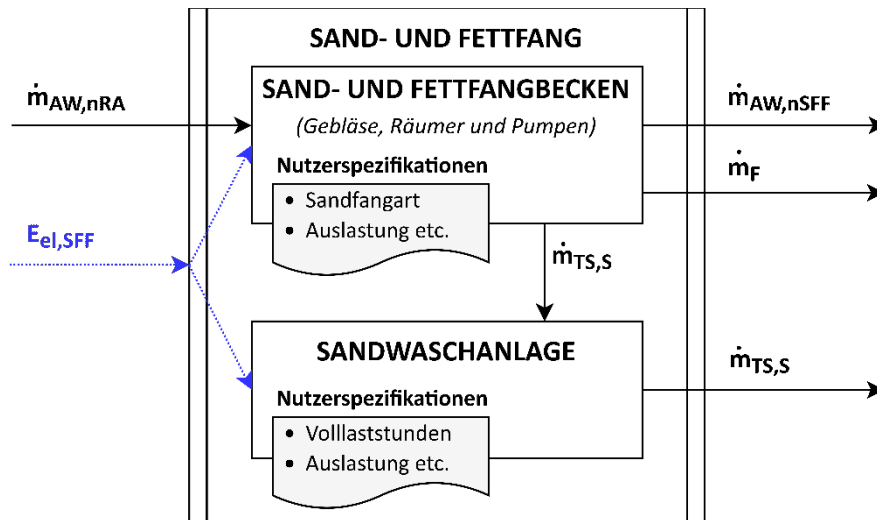 SAND- UND FETTFANG
ṁAW,nRA
SAND- UND FETTFANGBECKEN
(Gebläse, Räumer und Pumpen)
ṁAW,nSFF
Nutzerspezifikationen
• Sandfangart
• Auslastung etc.
ṁF
Eel,SFF
ṁTS,S
SANDWASCHANLAGE
ṁTS,S
Nutzerspezifikationen
• Volllaststunden
• Auslastung etc.